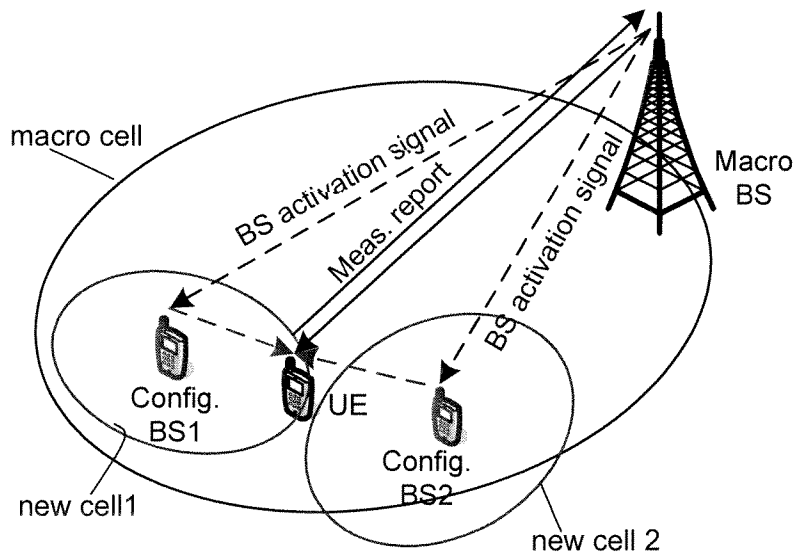 macro cell
BS activation signal
Meas. report
BS activation signal
Macro
BS
Config.
BS1
UE
Config.
BS2
new cell1
new cell 2